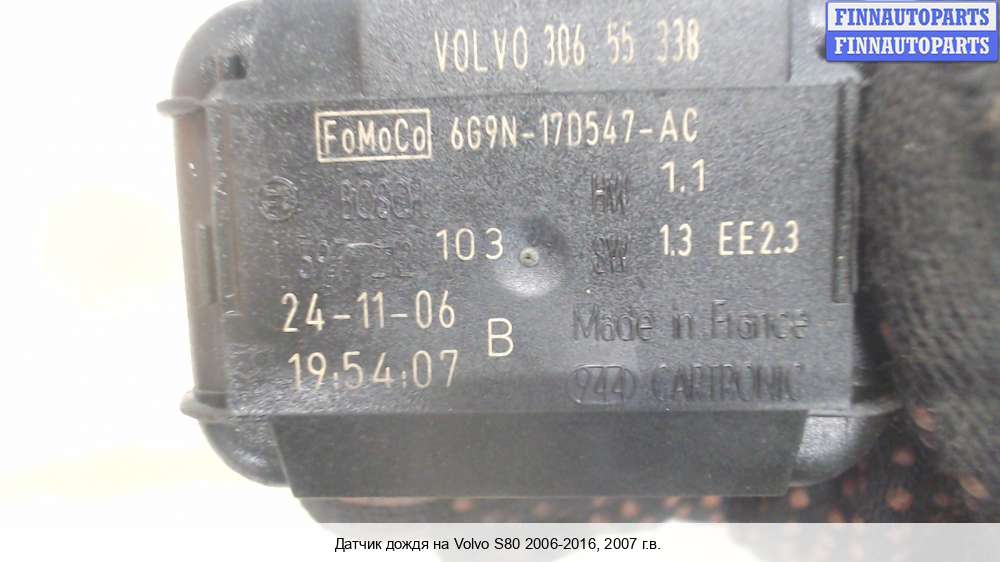 FINNAUTOPARTS
FINNAUTOPARTS
VOLVO 306 55 338
FoMoCo 6G9N-17D547-AC
BOSCH HW 1.1
103 SW 1.3 EE2.3
24-11-06 B Made in France
19:54:07 CARTRONIC
Датчик дождя на Volvo S80 2006-2016, 2007 г.в.